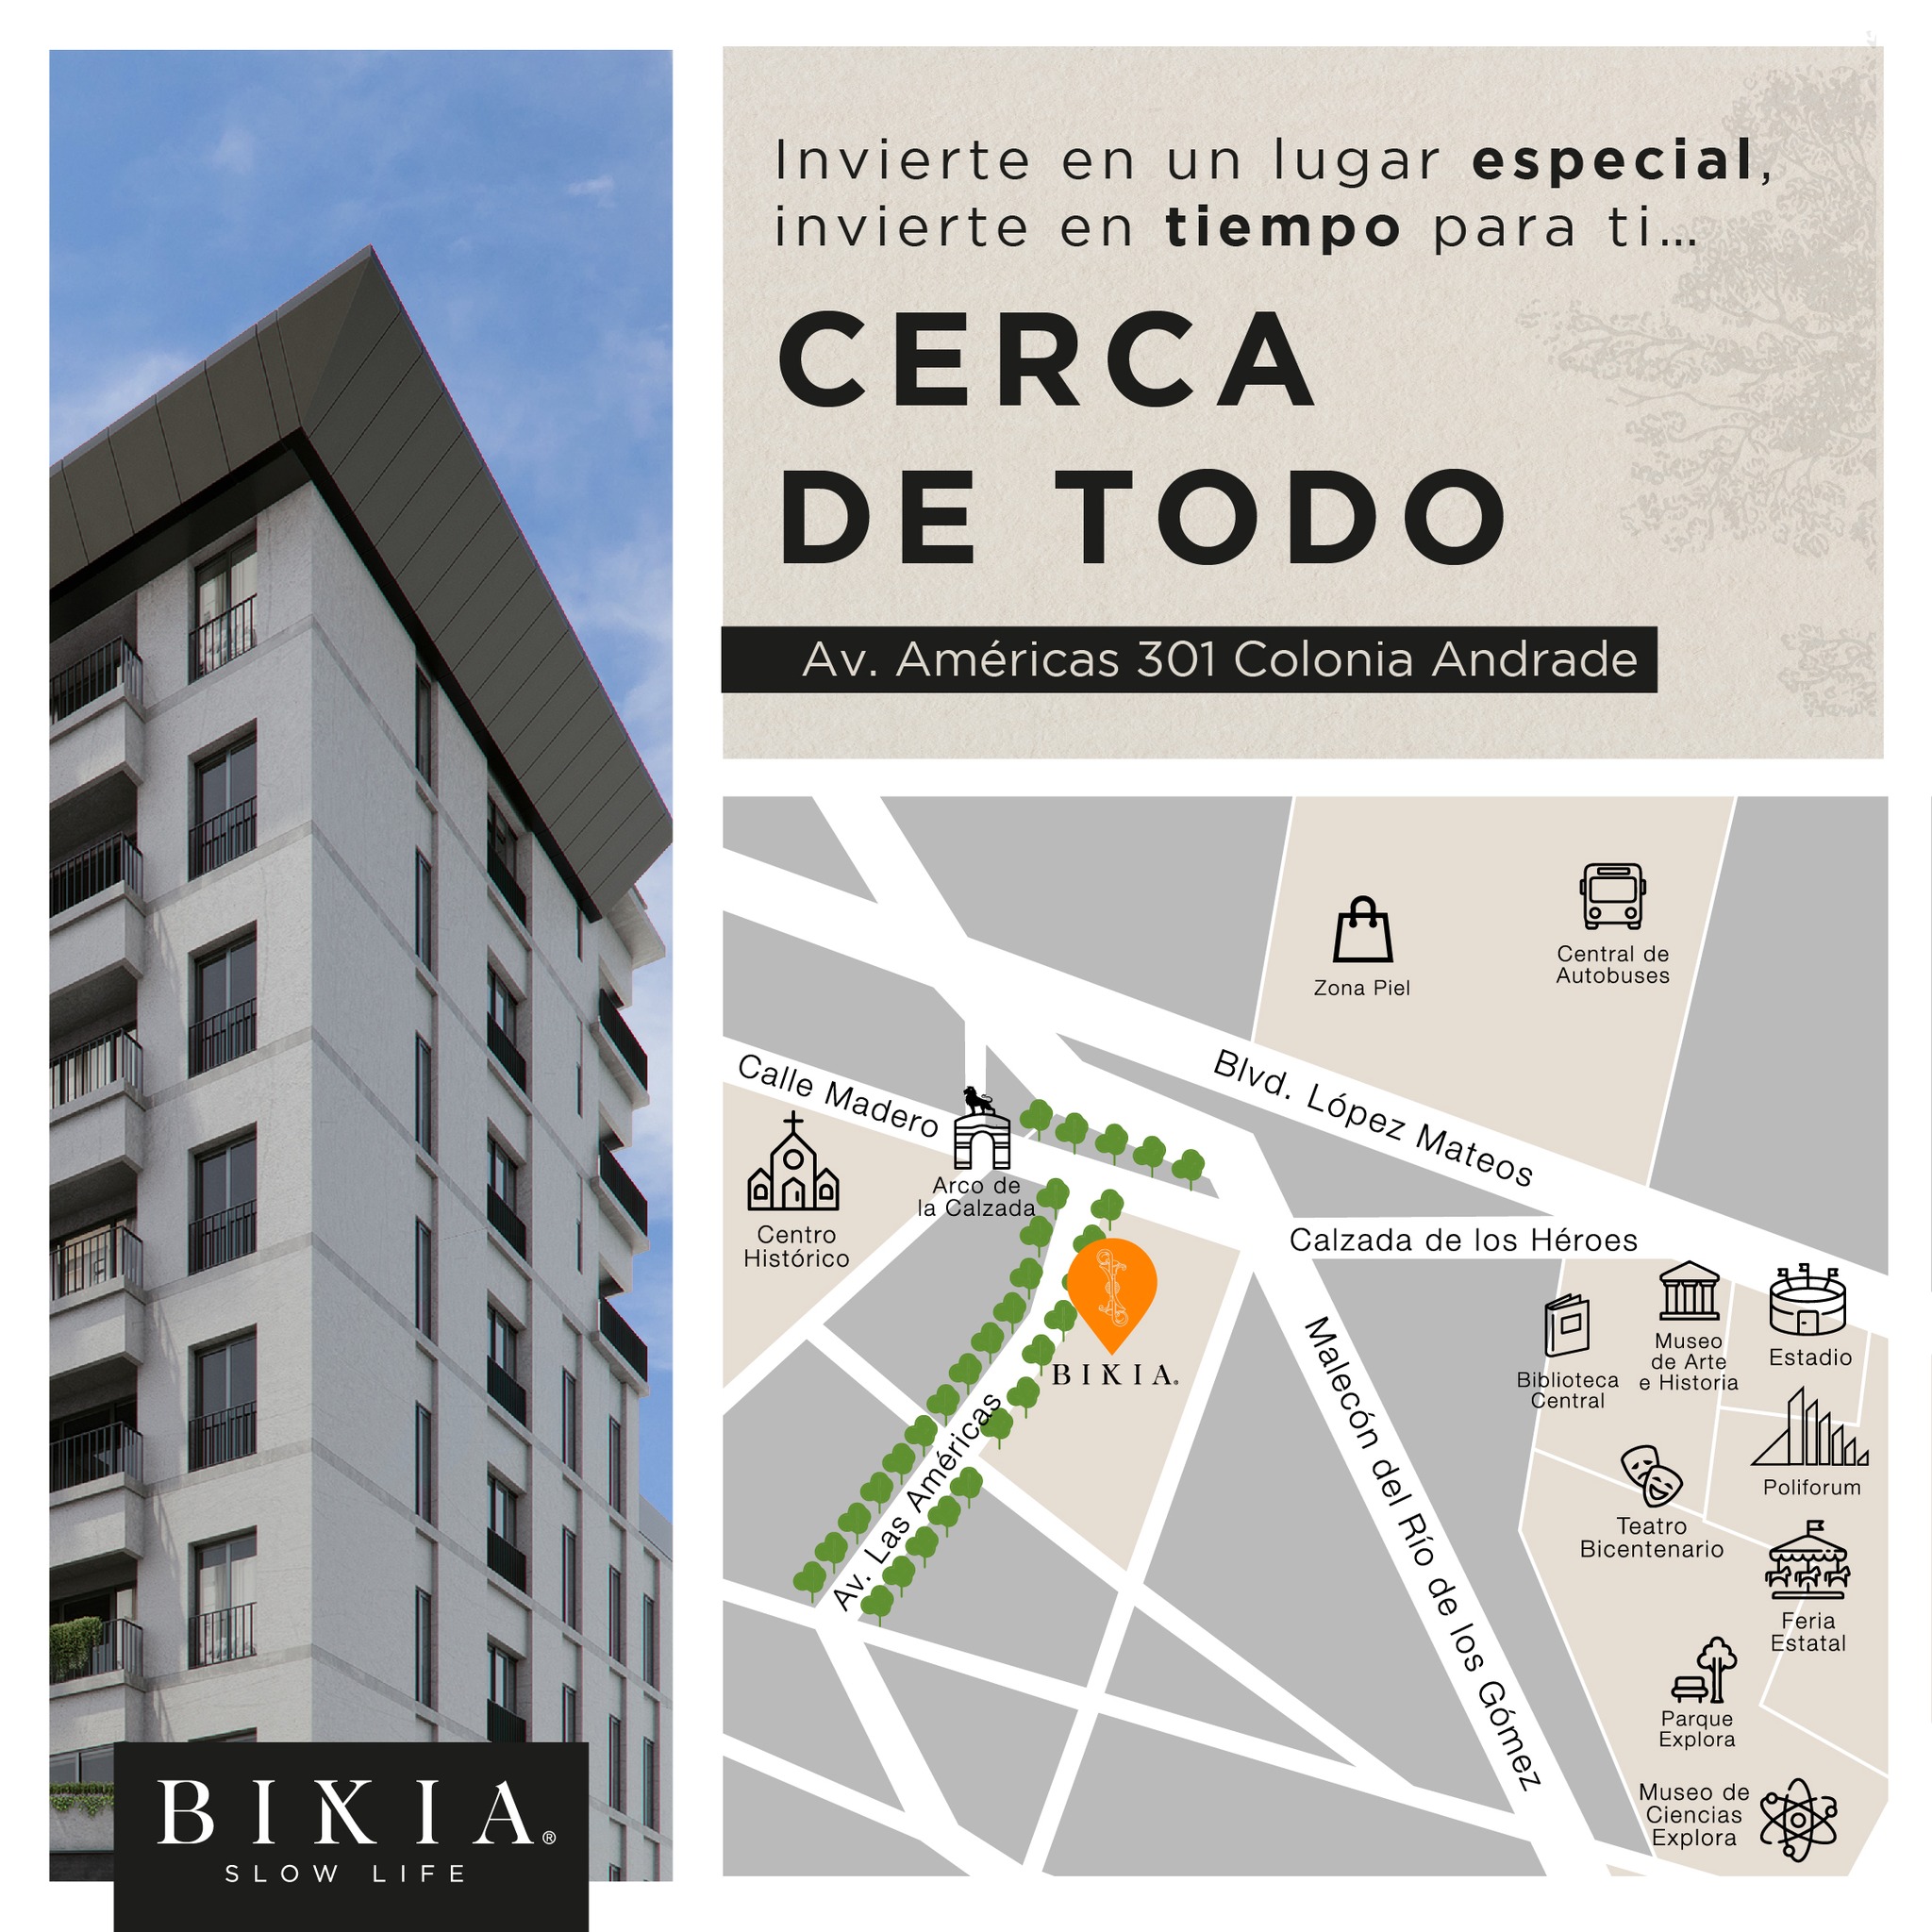 Invierte en un lugar especial,
invierte en tiempo para ti...
CERCA
DE TODO
Av. Américas 301 Colonia Andrade
Zona Piel
Central de
Autobuses
Calle Madero
Blvd. López Mateos
Arco de
la Calzada
Centro
Histórico
Calzada de los Héroes
BIXIA.
Av. Las Américas
Malecón del Río de los Gómez
Biblioteca
Central
Museo
de Arte
e Historia
Estadio
Poliforum
Teatro
Bicentenario
Feria
Estatal
Parque
Explora
Museo de
Ciencias
Explora
BIXIA®
SLOW LIFE